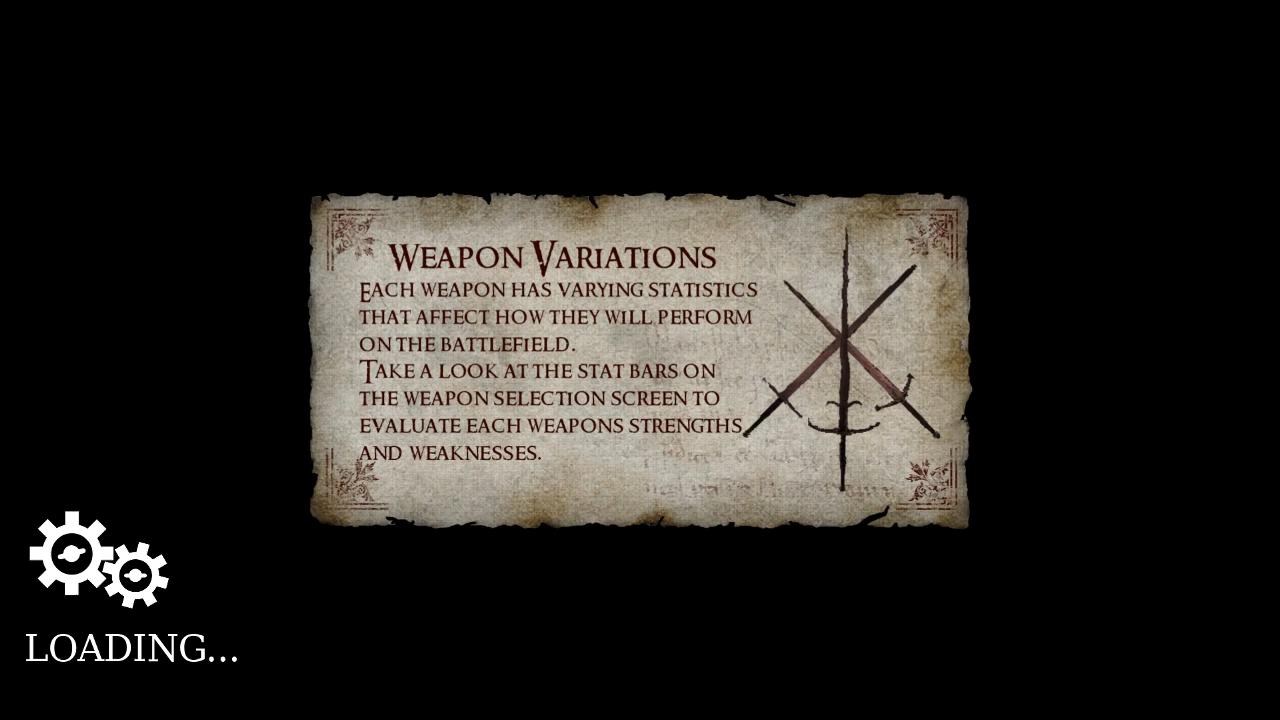 Weapon Variations
Each weapon has varying statistics
that affect how they will perform
on the battlefield.
Take a look at the stat bars on
the weapon selection screen to
evaluate each weapons strengths
and weaknesses.
LOADING...